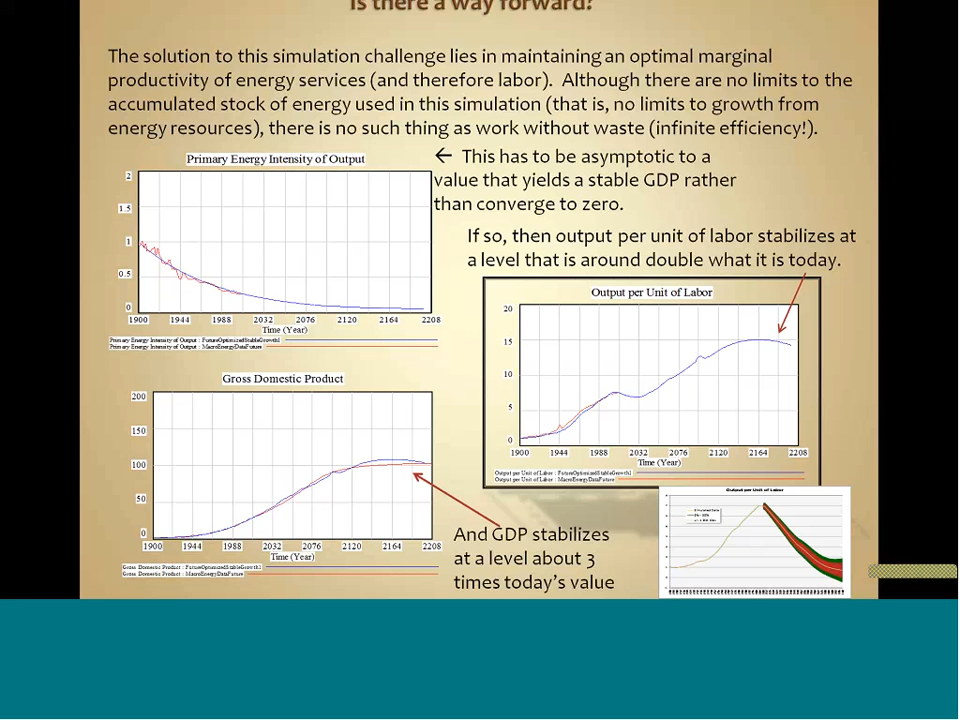 Is there a way forward?
The solution to this simulation challenge lies in maintaining an optimal marginal
productivity of energy services (and therefore labor).  Although there are no limits to the
accumulated stock of energy used in this simulation (that is, no limits to growth from
energy resources), there is no such thing as work without waste (infinite efficiency!).
← This has to be asymptotic to a
value that yields a stable GDP rather
than converge to zero.
If so, then output per unit of labor stabilizes at
a level that is around double what it is today.
Primary Energy Intensity of Output
2
1.5
1
0.5
0
1900 1944 1988 2032 2076 2120 2164 2208
Time (Year)
Primary Energy Intensity of Output : FutureOptimizedStableGrowth1
Primary Energy Intensity of Output : MacroEnergyDataFuture
Output per Unit of Labor
20
15
10
5
0
1900 1944 1988 2032 2076 2120 2164 2208
Time (Year)
Output per Unit of Labor : FutureOptimizedStableGrowth1
Output per Unit of Labor : MacroEnergyDataFuture
Gross Domestic Product
200
150
100
50
0
1900 1944 1988 2032 2076 2120 2164 2208
Time (Year)
Gross Domestic Product : FutureOptimizedStableGrowth1
Gross Domestic Product : MacroEnergyDataFuture
And GDP stabilizes
at a level about 3
times today's value
Output per Unit of Labor